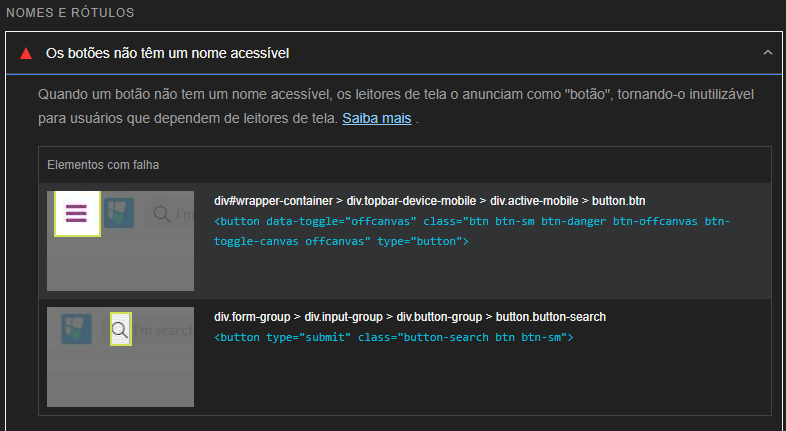 NOMES E RÓTULOS
Os botões não têm um nome acessível
Quando um botão não tem um nome acessível, os leitores de tela o anunciam como "botão", tornando-o inutilizável
para usuários que dependem de leitores de tela. Saiba mais .
Elementos com falha
I'm
div#wrapper-container > div.topbar-device-mobile > div.active-mobile > button.btn
<button data-toggle="offcanvas" class="btn btn-sm btn-danger btn-offcanvas btn-
toggle-canvas offcanvas" type="button">
I'm search
div.form-group > div.input-group > div.button-group > button.button-search
<button type="submit" class="button-search btn btn-sm">